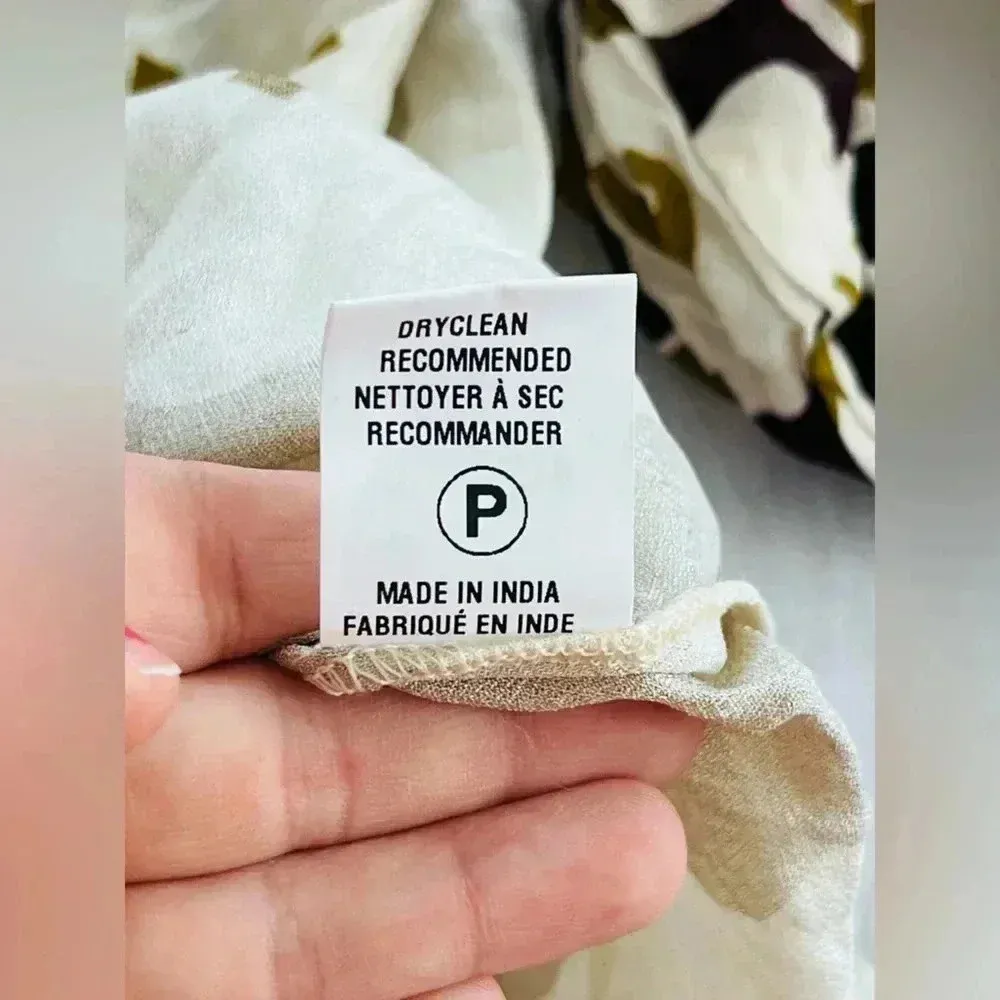 DRYCLEAN
RECOMMENDED
NETTOYER À SEC
RECOMMANDER
P
MADE IN INDIA
FABRIQUÉ EN INDE